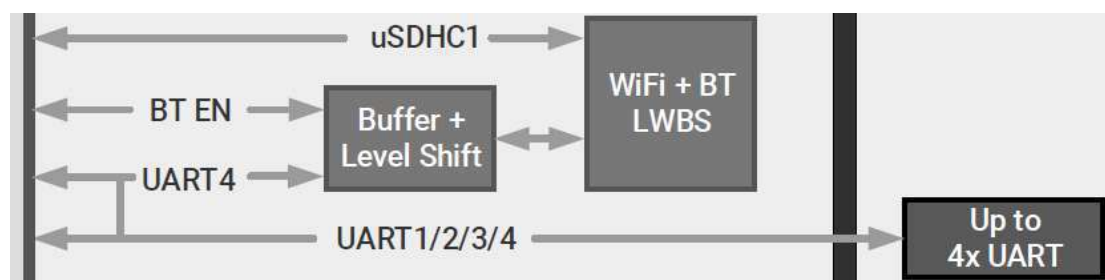 uSDHC1
WiFi + BT
LWBS
BT EN
Buffer +
Level Shift
UART4
UART1/2/3/4
Up to
4x UART